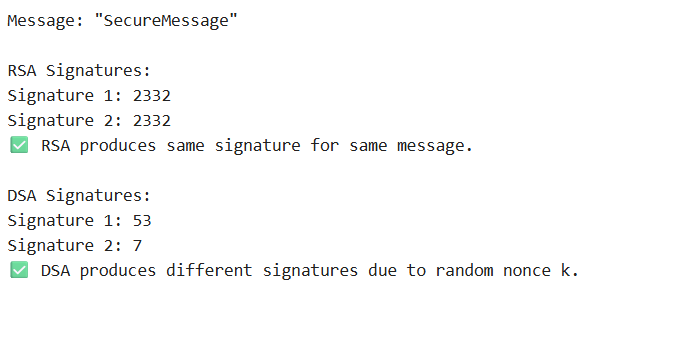 Message: "SecureMessage"
RSA Signatures:
Signature 1: 2332
Signature 2: 2332
✅ RSA produces same signature for same message.
DSA Signatures:
Signature 1: 53
Signature 2: 7
✅ DSA produces different signatures due to random nonce k.